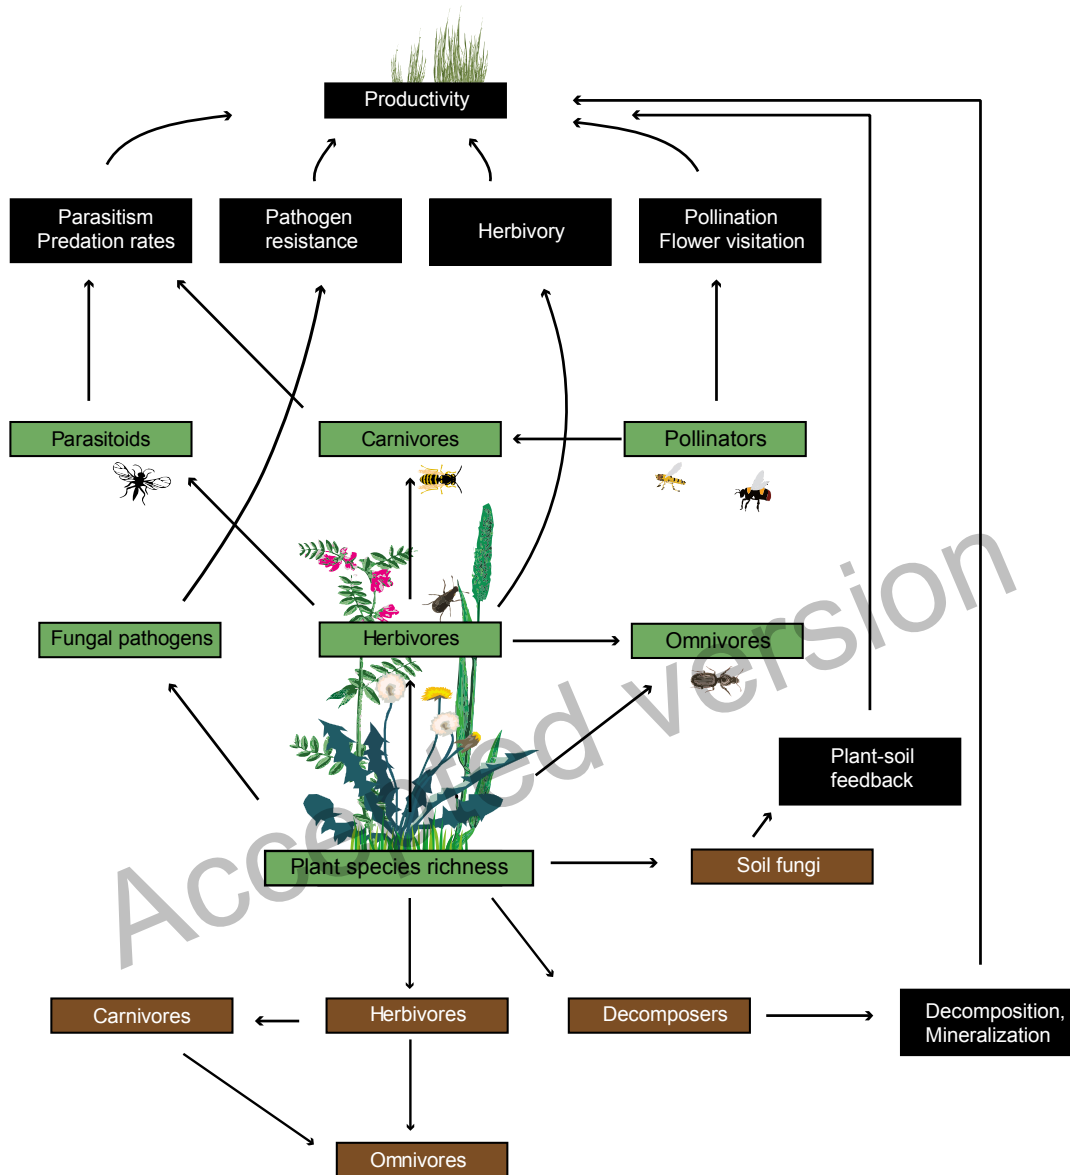 Productivity
Parasitism
Predation rates
Pathogen
resistance
Herbivory
Pollination
Flower visitation
Parasitoids
Carnivores
Pollinators
Fungal pathogens
Herbivores
Omnivores
Plant-soil
feedback
Plant species richness
Soil fungi
Carnivores
Herbivores
Decomposers
Decomposition,
Mineralization
Omnivores
Accepted version